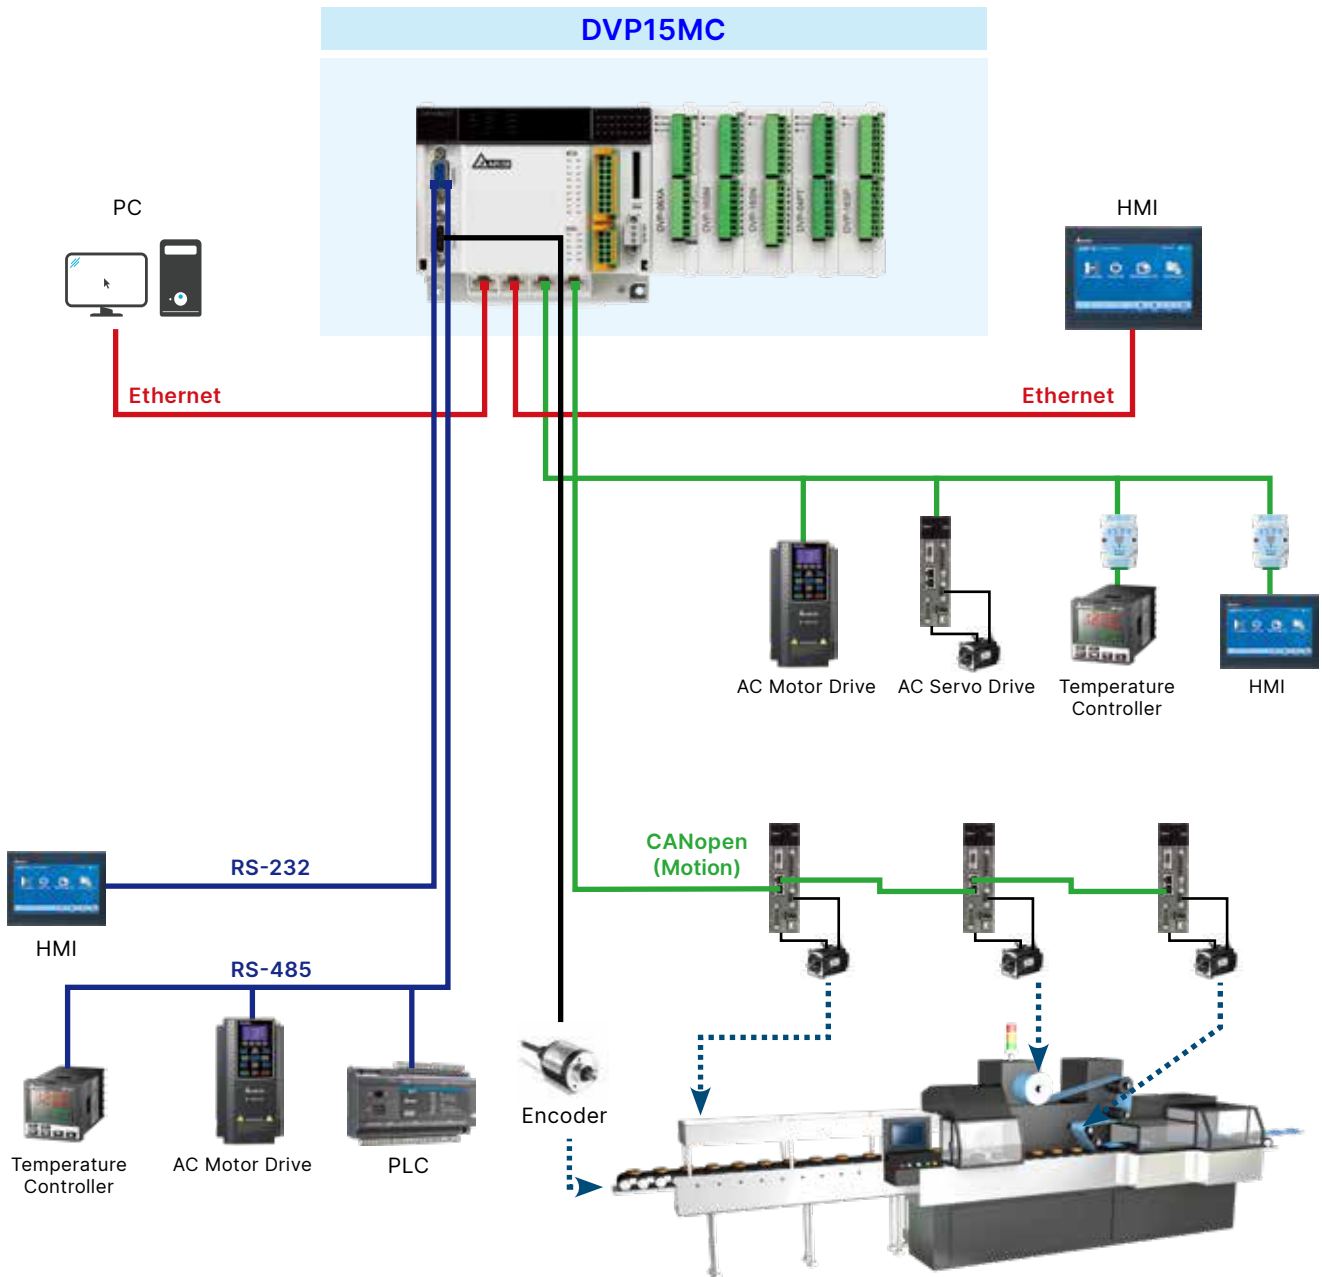 DVP15MC
PC
HMI
Ethernet
Ethernet
AC Motor Drive
AC Servo Drive
Temperature
Controller
HMI
CANopen
(Motion)
RS-232
HMI
RS-485
Temperature
Controller
AC Motor Drive
PLC
Encoder